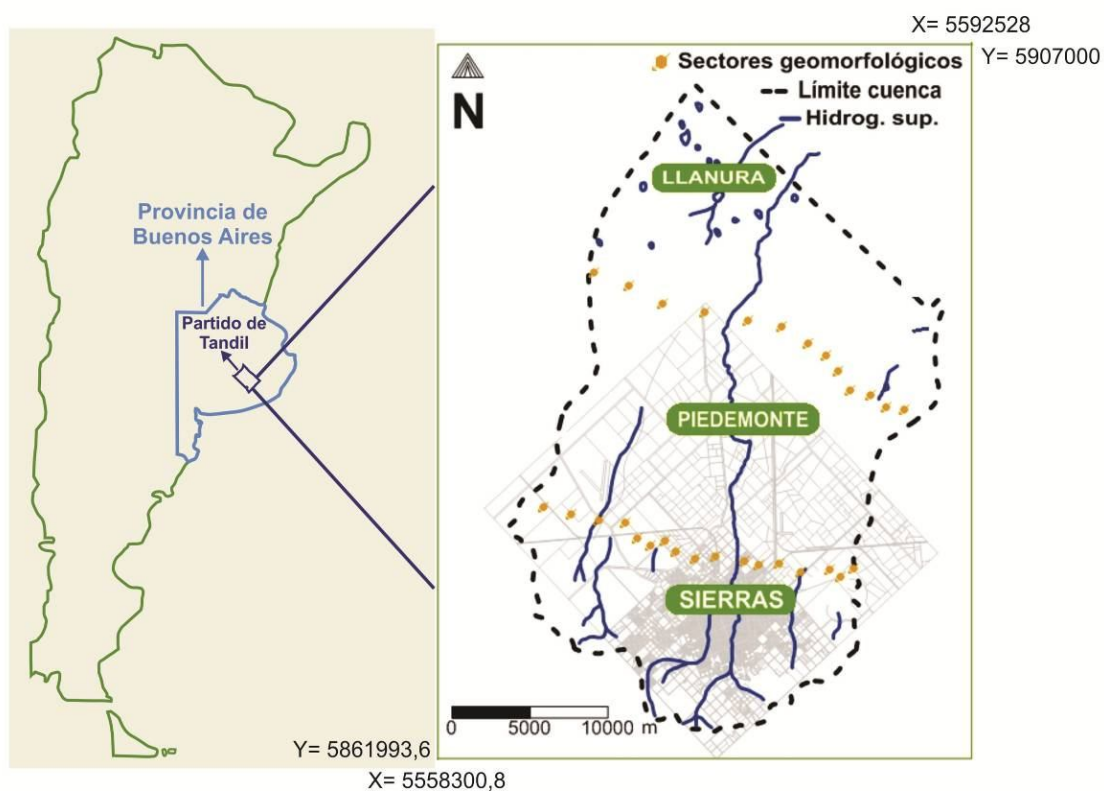 X= 5592528
Y= 5907000
Sectores geomorfológicos
Límite cuenca
Hidrog. sup.
N
LLANURA
Provincia de
Buenos Aires
Partido de
Tandil
PIEDEMONTE
SIERRAS
0 5000 10000 m
Y= 5861993,6
X= 5558300,8